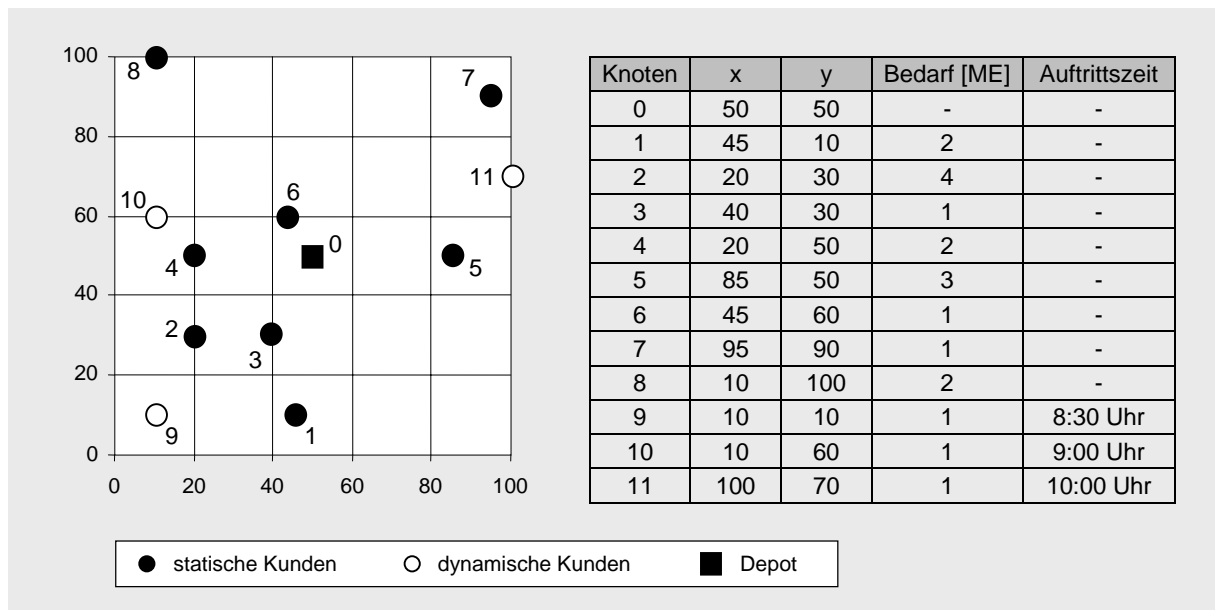 100
80
60
40
20
0
0 20 40 60 80 100
8
7
11
10
6
0
4
5
2
3
9
1
Knoten x y Bedarf [ME] Auftrittszeit
0 50 50 - -
1 45 10 2 -
2 20 30 4 -
3 40 30 1 -
4 20 50 2 -
5 85 50 3 -
6 45 60 1 -
7 95 90 1 -
8 10 100 2 -
9 10 10 1 8:30 Uhr
10 10 60 1 9:00 Uhr
11 100 70 1 10:00 Uhr
statische Kunden dynamische Kunden Depot